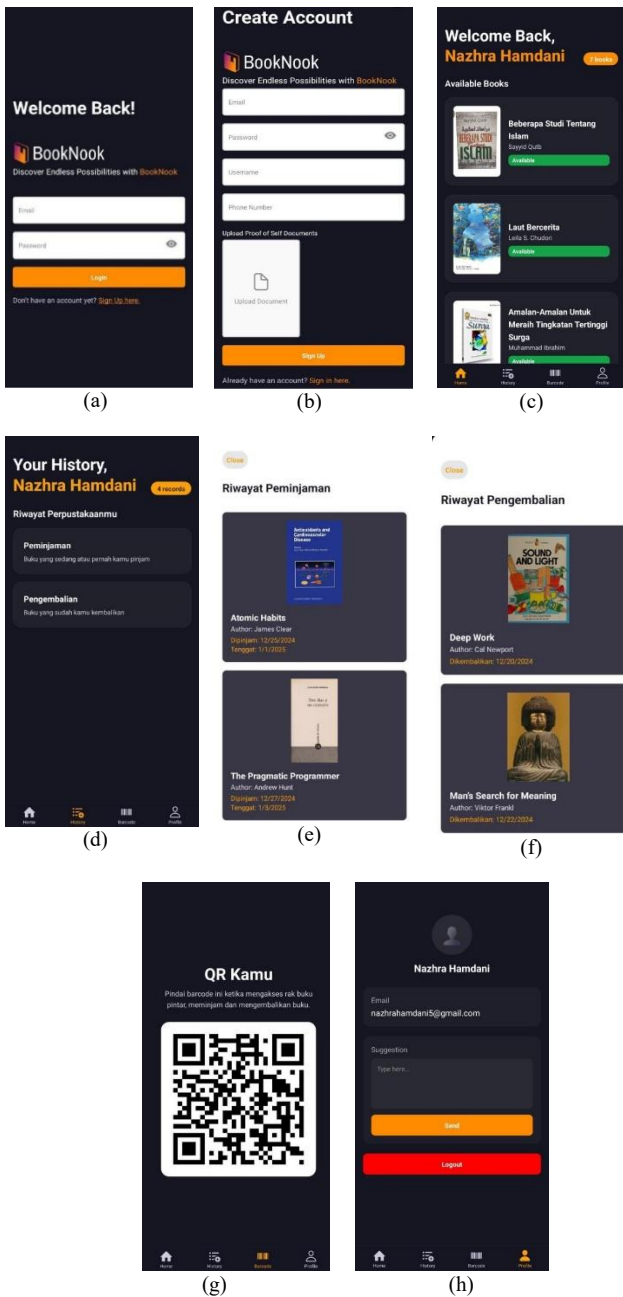 Welcome Back!
BookNook
Discover Endless Possibilities with BookNook
Email
Password
Login
Don't have an account yet? Sign Up here.
(a)
Create Account
BookNook
Discover Endless Possibilities with BookNook
Email
Password
Username
Phone Number
Upload Proof of Self Documents
Upload Document
Sign Up
Already have an account? Sign in here.
(b)
Welcome Back,
Nazhra Hamdani
7 books
Available Books
BEBERAPA STUDI
ISLAM
Beberapa Studi Tentang
Islam
Sayyid Qutb
Available
Laut Bercerita
Leila S. Chudori
Available
Surga
Amalan-Amalan Untuk
Meraih Tingkatan Tertinggi
Surga
Muhammad Ibrahim
Available
Home
History
Barcode
Profile
(c)
Your History,
Nazhra Hamdani
4 records
Riwayat Perpustakaanmu
Peminjaman
Buku yang sedang atau pernah kamu pinjam
Pengembalian
Buku yang sudah kamu kembalikan
Home
History
Barcode
Profile
(d)
Close
Riwayat Peminjaman
Antioxidants and
Cardiovascular
Disease
Atomic Habits
Author: James Clear
Dipinjam: 12/25/2024
Tenggat: 1/1/2025
The Pragmatic Programmer
Author: Andrew Hunt
Dipinjam: 12/27/2024
Tenggat: 1/3/2025
(e)
Close
Riwayat Pengembalian
SOUND
AND LIGHT
Deep Work
Author: Cal Newport
Dikembalikan: 12/20/2024
Man's Search for Meaning
Author: Viktor Frankl
Dikembalikan: 12/22/2024
(f)
QR Kamu
Pindai barcode ini ketika mengakses rak buku
pintar, meminjam dan mengembalikan buku.
Home
History
Barcode
Profile
(g)
Nazhra Hamdani
Email
nazhrahamdani5@gmail.com
Suggestion
Type here...
Send
Logout
Home
History
Barcode
Profile
(h)